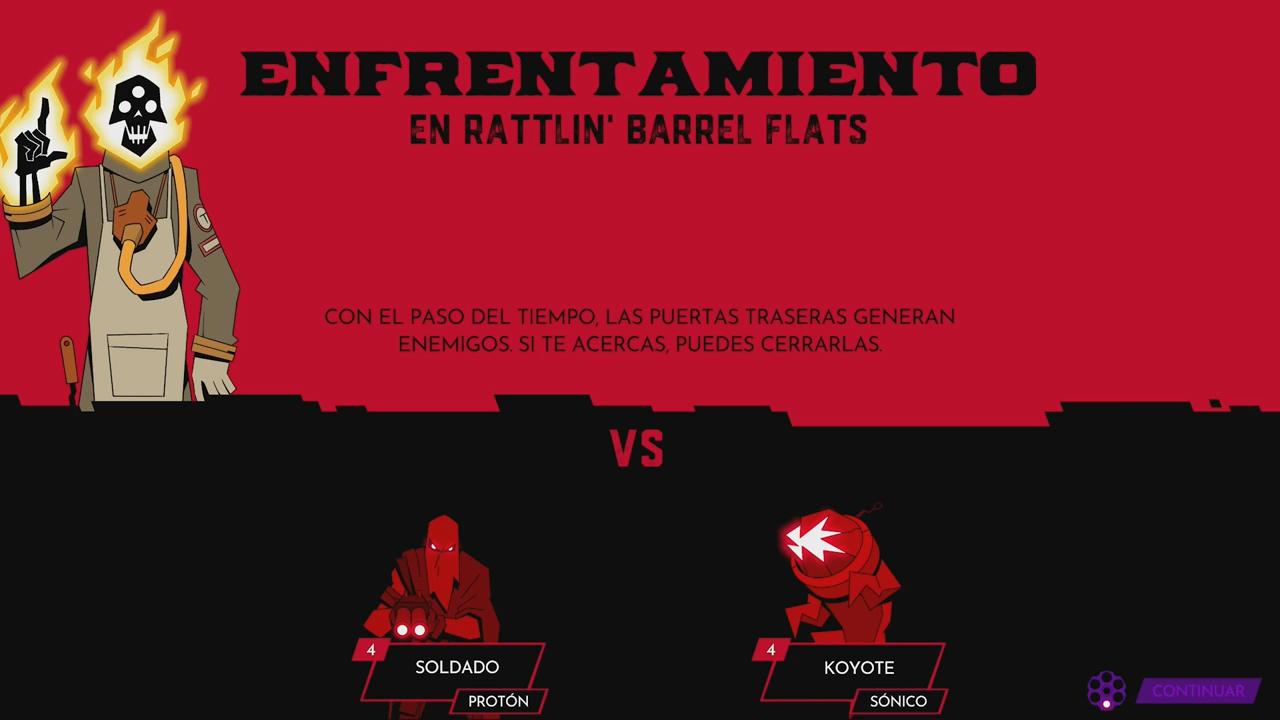 ENFRENTAMIENTO
EN RATTLIN' BARREL FLATS
CON EL PASO DEL TIEMPO, LAS PUERTAS TRASERAS GENERAN
ENEMIGOS. SI TE ACERCAS, PUEDES CERRARLAS.
VS
4
SOLDADO
PROTÓN
4
KOYOTE
SÓNICO
CONTINUAR